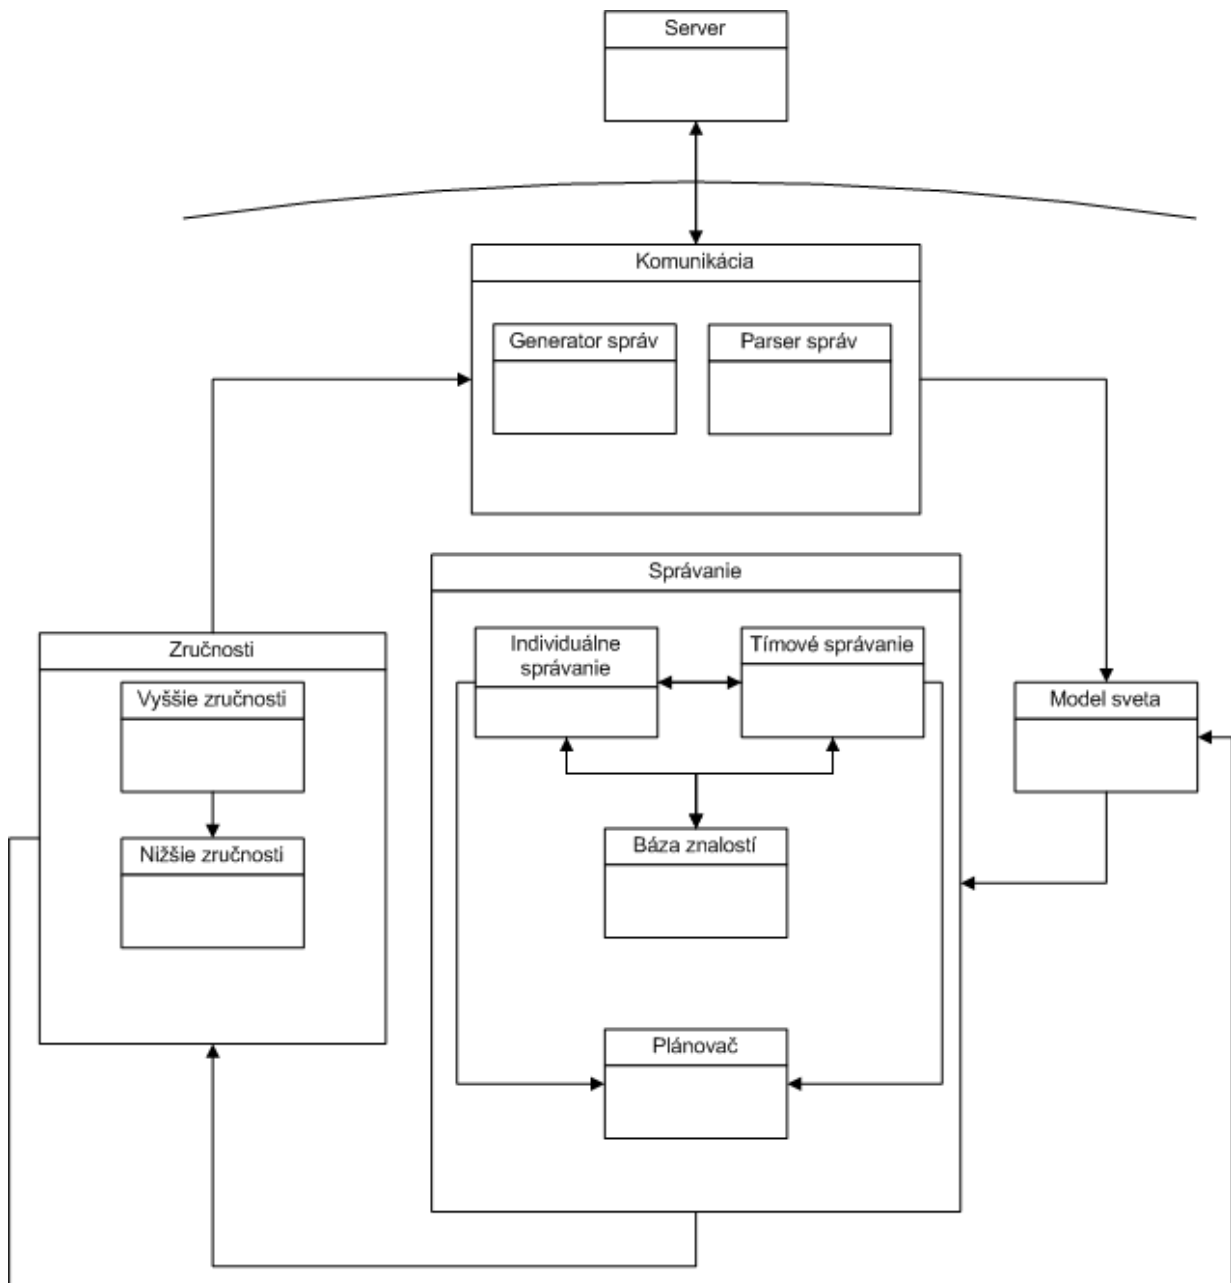 Server
Komunikácia
Generator správ
Parser správ
Správanie
Individuálne
správanie
Tímové správanie
Zručnosti
Vyššie zručnosti
Model sveta
Nižšie zručnosti
Báza znalostí
Plánovač